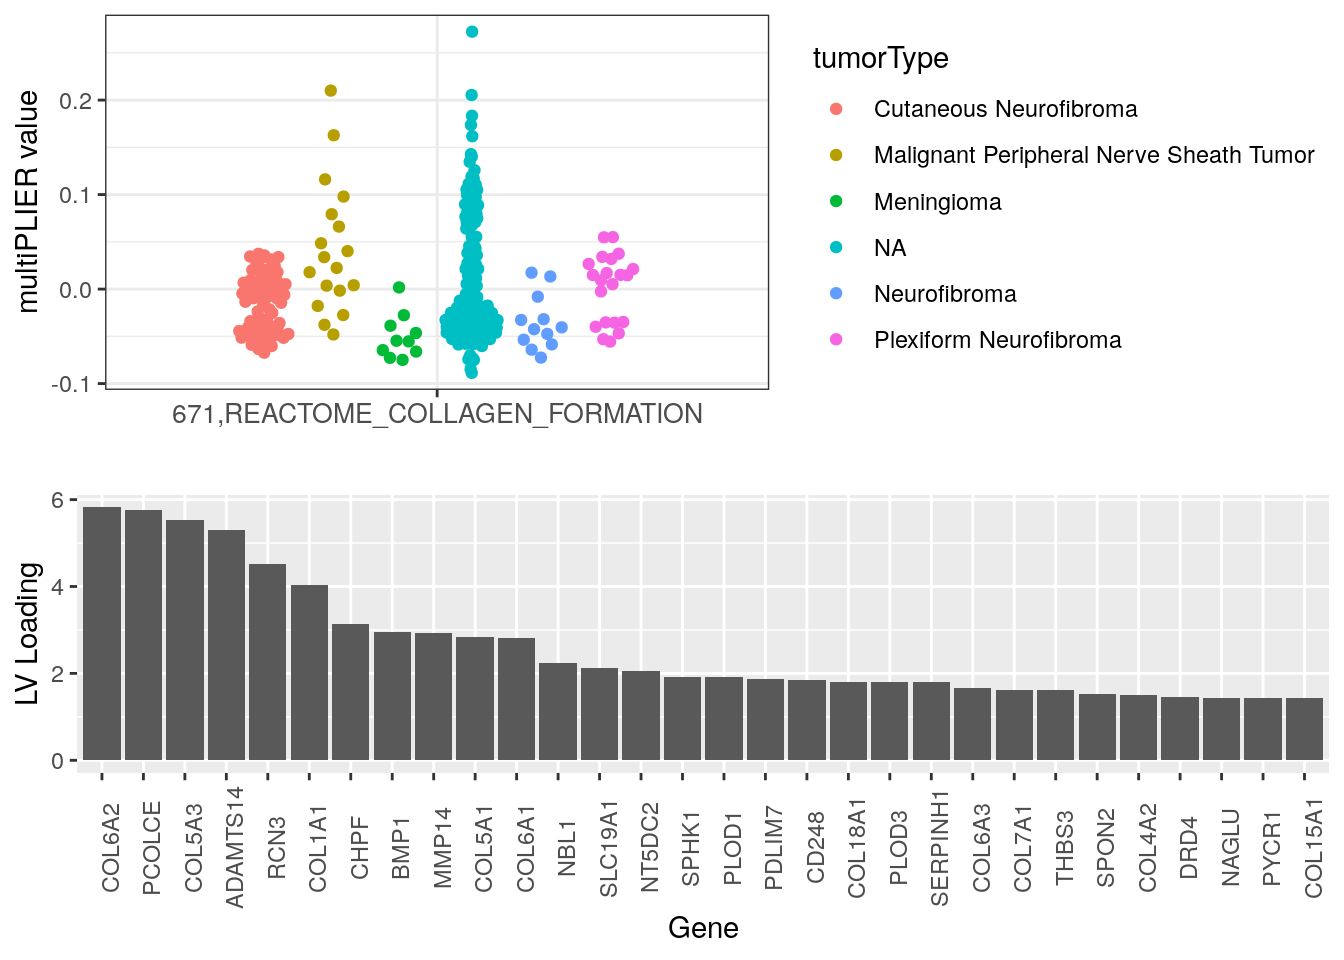 tumorType
Cutaneous Neurofibroma
Malignant Peripheral Nerve Sheath Tumor
Meningioma
NA
Neurofibroma
Plexiform Neurofibroma
multiPLIER value
0.2
0.1
0.0
-0.1
671,REACTOME_COLLAGEN_FORMATION
LV Loading
6
4
2
0
COL6A2
PCOLCE
COL5A3
ADAMTS14
RCN3
COL1A1
CHPF
BMP1
MMP14
COL5A1
COL6A1
NBL1
SLC19A1
NT5DC2
SPHK1
PLOD1
PDLIM7
CD248
COL18A1
PLOD3
SERPINH1
COL6A3
COL7A1
THBS3
SPON2
COL4A2
DRD4
NAGLU
PYCR1
COL15A1
Gene